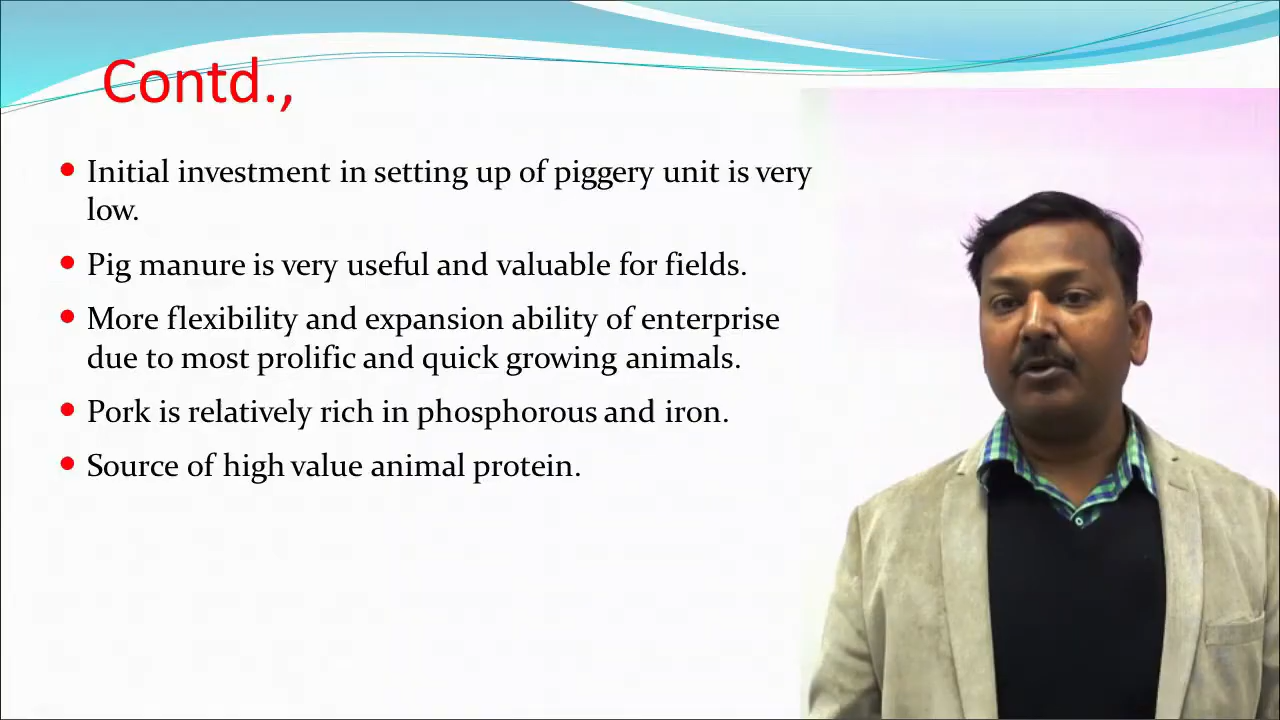 Contd.,
Initial investment in setting up of piggery unit is very
low.
Pig manure is very useful and valuable for fields.
More flexibility and expansion ability of enterprise
due to most prolific and quick growing animals.
Pork is relatively rich in phosphorous and iron.
Source of high value animal protein.